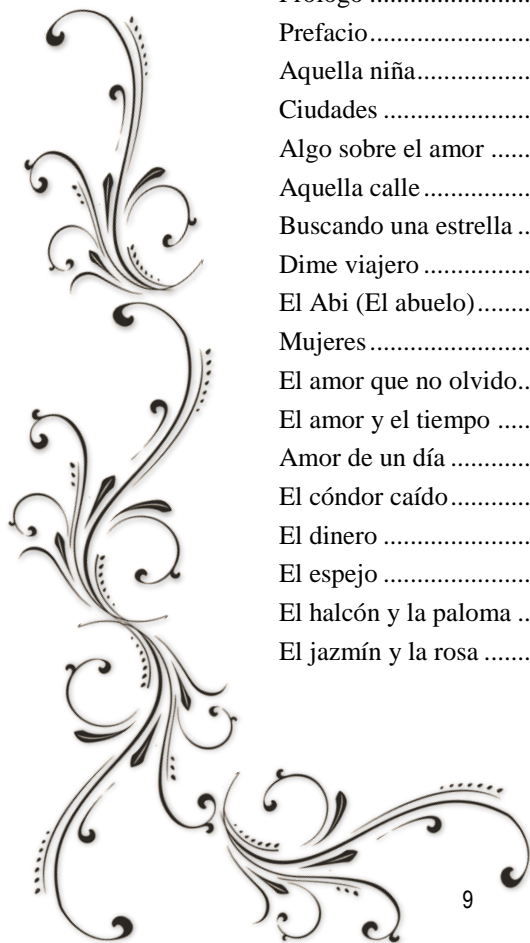 Prólogo ......................
Prefacio......................
Aquella niña................
Ciudades ....................
Algo sobre el amor .....
Aquella calle...............
Buscando una estrella ..
Dime viajero ...............
El Abi (El abuelo)........
Mujeres.......................
El amor que no olvido..
El amor y el tiempo .....
Amor de un día ...........
El cóndor caído...........
El dinero .....................
El espejo .....................
El halcón y la paloma ..
El jazmín y la rosa .......
9